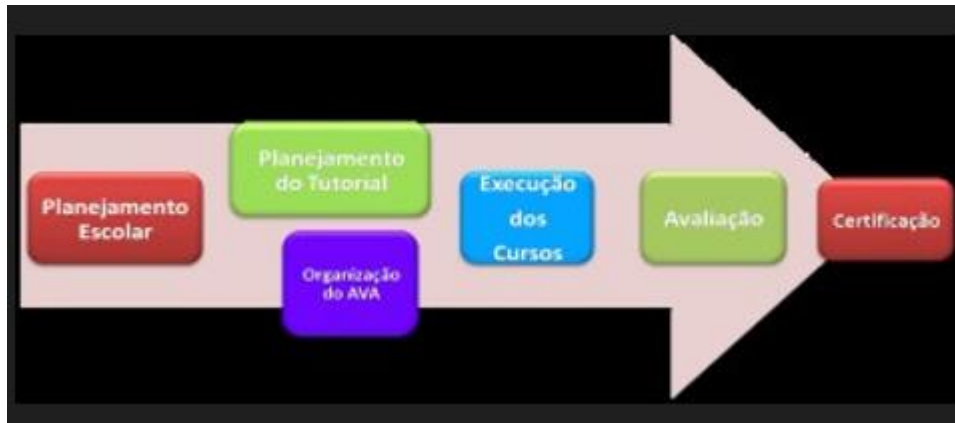 Planejamento
Escolar
Planejamento
do Tutorial
Organização
do AVA
Execução
dos
Cursos
Avaliação
Certificação